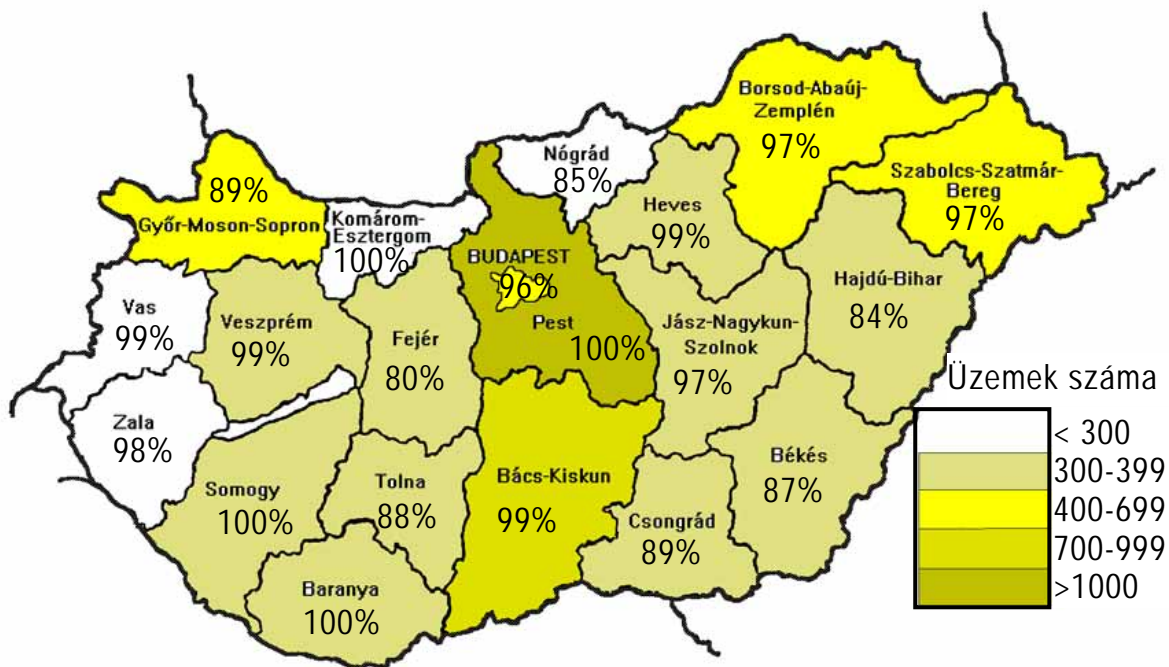 Borsod-Abaúj-
Zemplén
97%
Szabolcs-Szatmár-
Bereg
97%
Nógrád
85%
89%
Győr-Moson-Sopron
Komárom-
Esztergom
100%
Heves
99%
BUDAPEST
96%
Pest
100%
Hajdú-Bihar
84%
Vas
99%
Veszprém
99%
Fejér
80%
Jász-Nagykun-
Szolnok
97%
Zala
98%
Somogy
100%
Tolna
88%
Bács-Kiskun
99%
Csongrád
89%
Békés
87%
Baranya
100%
Üzemek száma
< 300
300-399
400-699
700-999
>1000